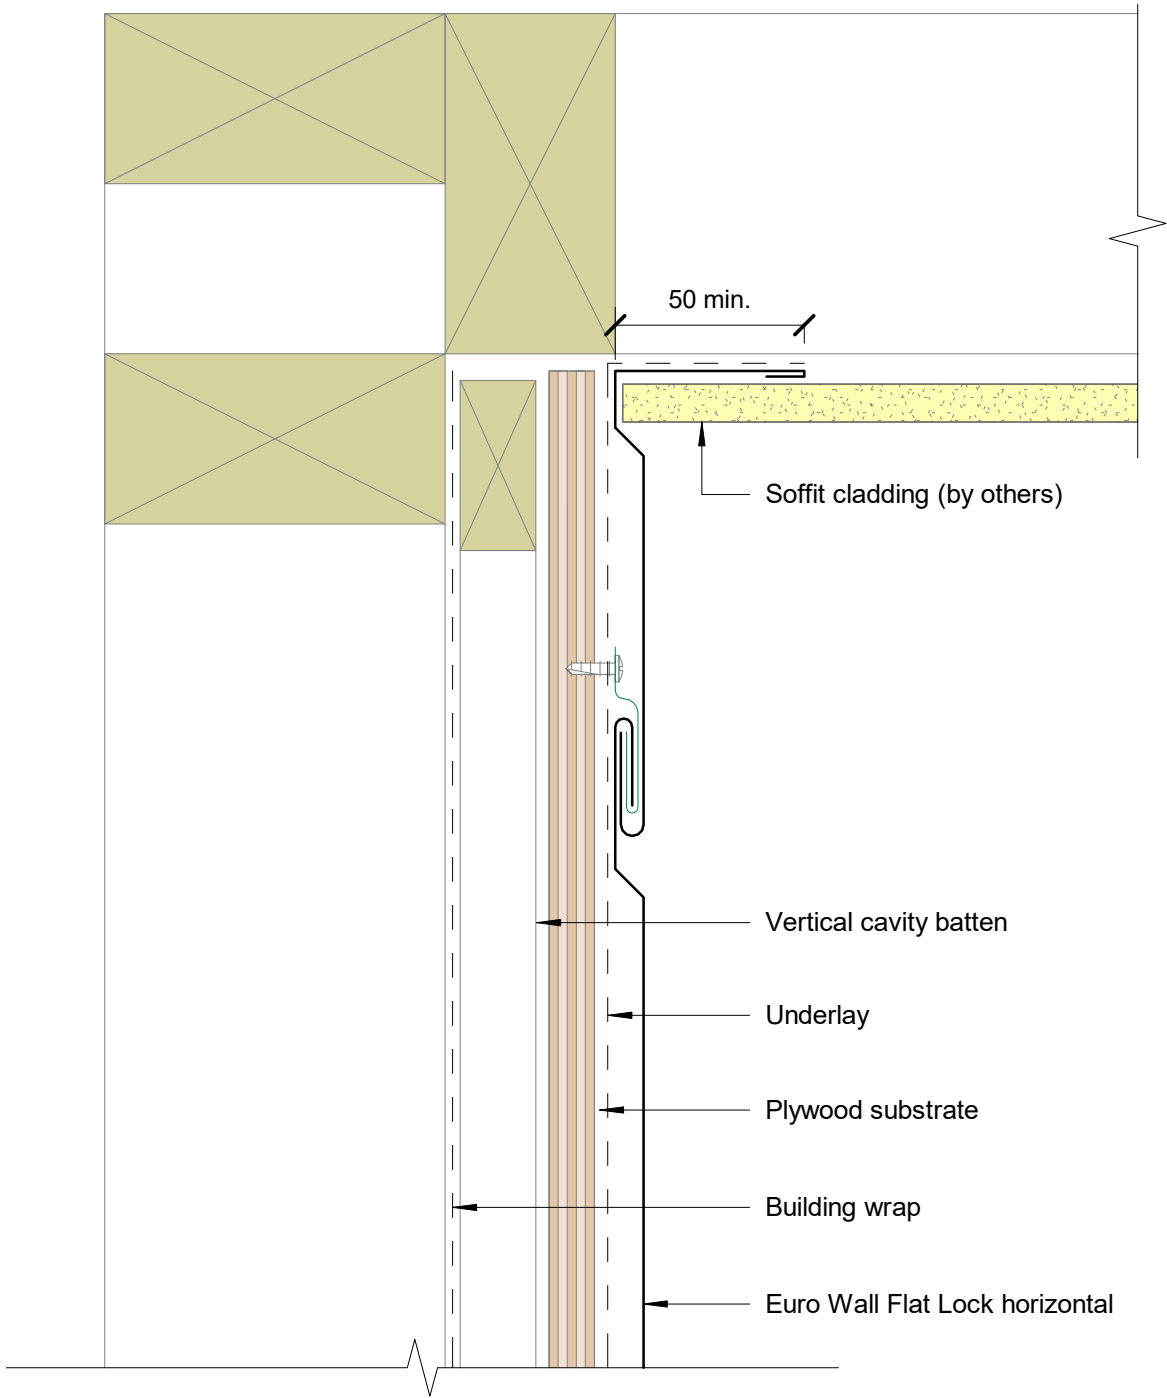 50 min.
Soffit cladding (by others)
Vertical cavity batten
Underlay
Plywood substrate
Building wrap
Euro Wall Flat Lock horizontal